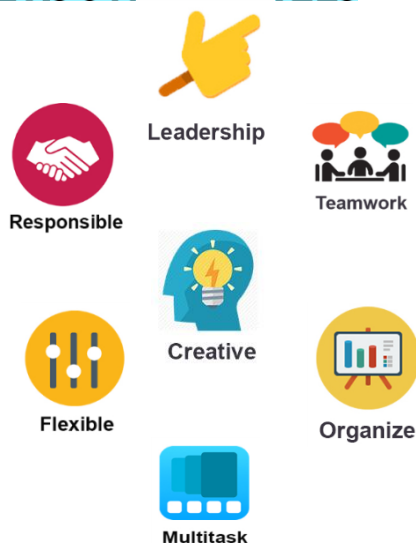 Leadership
Responsible
Teamwork
Creative
Flexible
Organize
Multitask